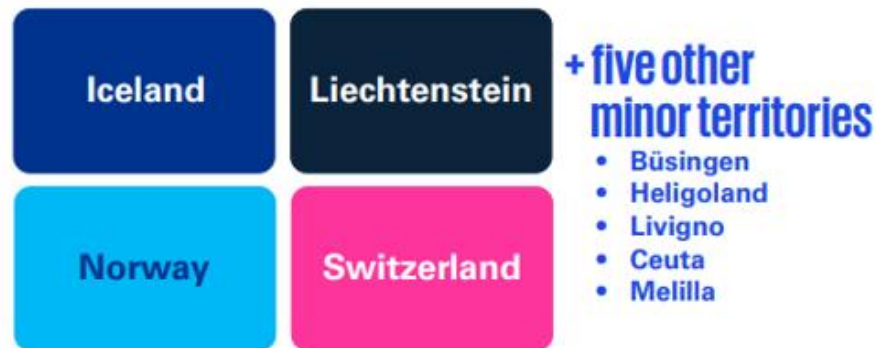 Iceland
Liechtenstein
Norway
Switzerland
+ five other
minor territories
• Büsingen
• Heligoland
• Livigno
• Ceuta
• Melilla